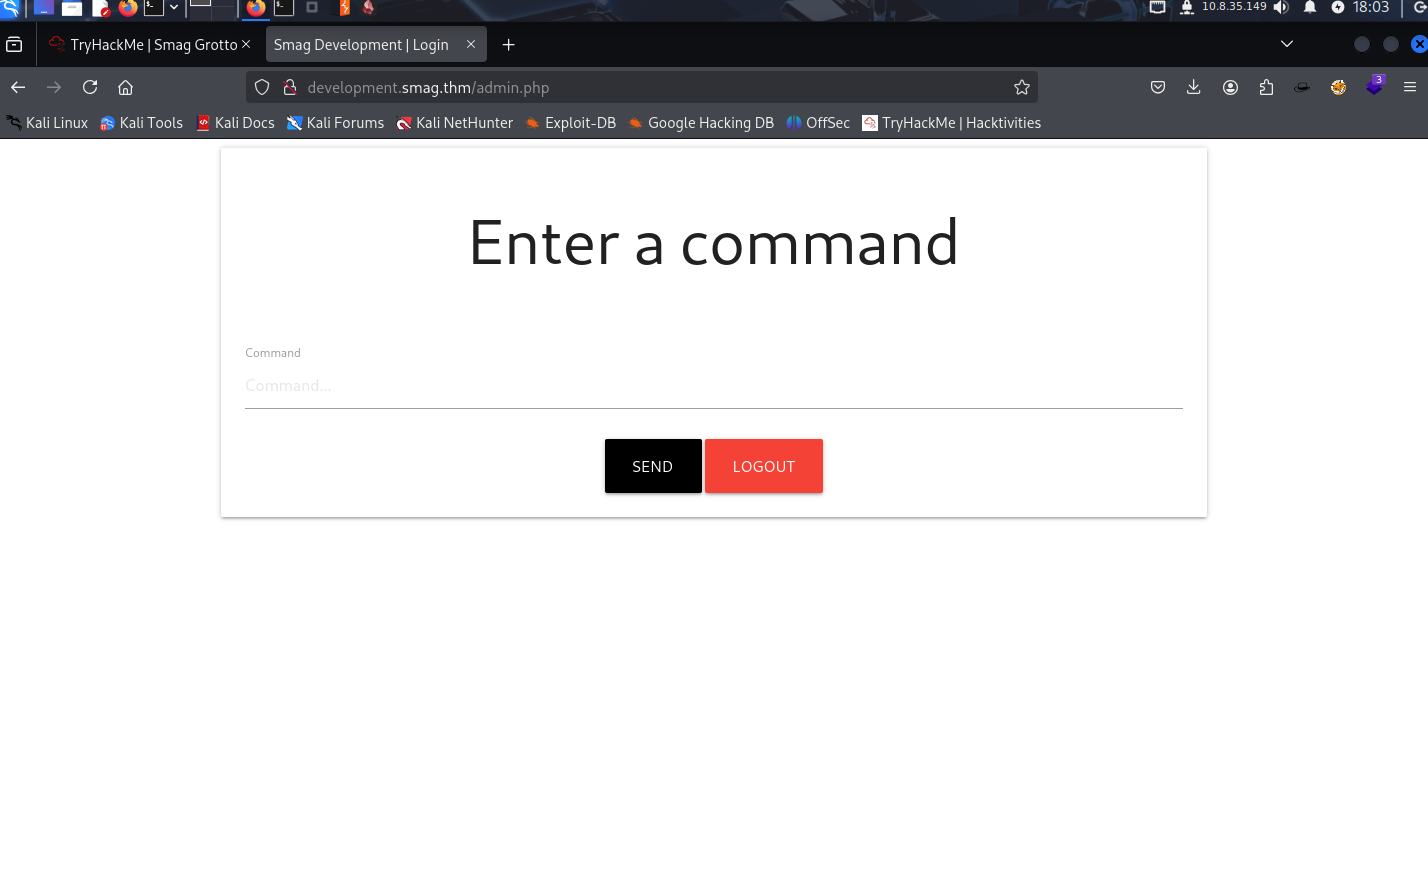 10.8.35.149 18:03
TryHackMe | Smag Grotto Smag Development | Login
development.smag.thm/admin.php
3
Kali Linux Kali Tools Kali Docs Kali Forums Kali NetHunter Exploit-DB Google Hacking DB OffSec TryHackMe | Hacktivities
Enter a command
Command
Command...
SEND LOGOUT